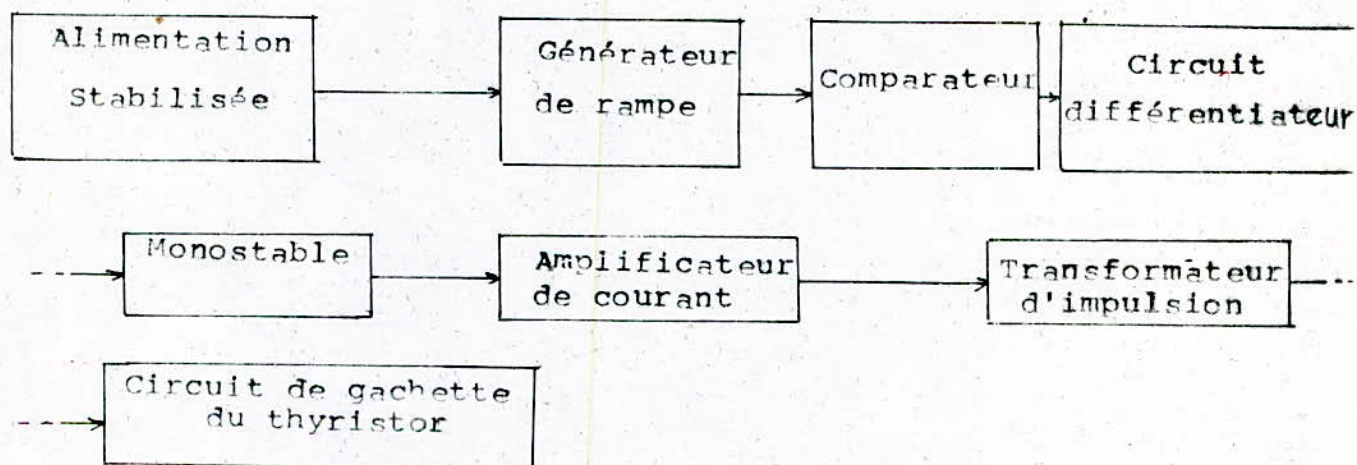 Alimentation
Stabilisée
Générateur
de rampe
Comparateur
Circuit
différentiateur
Monostable
Amplificateur
de courant
Transformateur
d'impulsion
Circuit de gachette
du thyristor